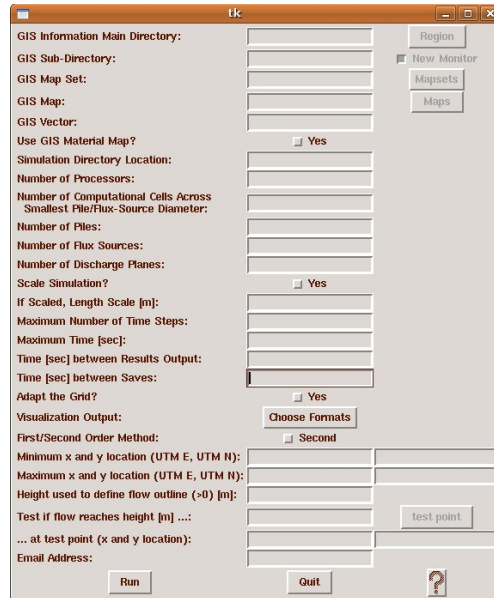 tk
GIS Information Main Directory: Region
GIS Sub-Directory: New Monitor
GIS Map Set: Mapsets
GIS Map: Maps
GIS Vector:
Use GIS Material Map? Yes
Simulation Directory Location:
Number of Processors:
Number of Computational Cells Across
Smallest Pile/Flux-Source Diameter:
Number of Piles:
Number of Flux Sources:
Number of Discharge Planes:
Scale Simulation? Yes
If Scaled, Length Scale [m]:
Maximum Number of Time Steps:
Maximum Time [sec]:
Time [sec] between Results Output:
Time [sec] between Saves:
Adapt the Grid? Yes
Visualization Output: Choose Formats
First/Second Order Method: Second
Minimum x and y location (UTM E, UTM N):
Maximum x and y location (UTM E, UTM N):
Height used to define flow outline (>0) [m]:
Test if flow reaches height [m] ...: test point
... at test point (x and y location):
Email Address:
Run Quit ?